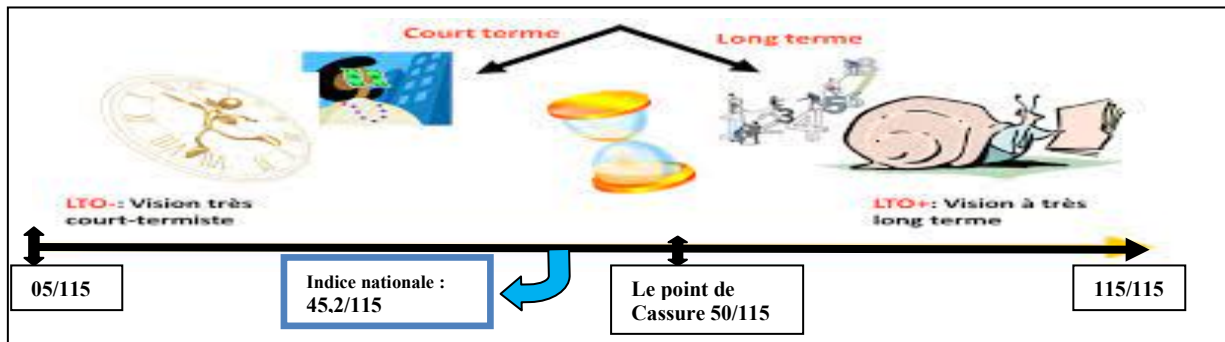 Court terme
Long terme
LTO-: Vision très
court-termiste
LTO+: Vision à très
long terme
05/115
Indice nationale :
45,2/115
Le point de
Cassure 50/115
115/115